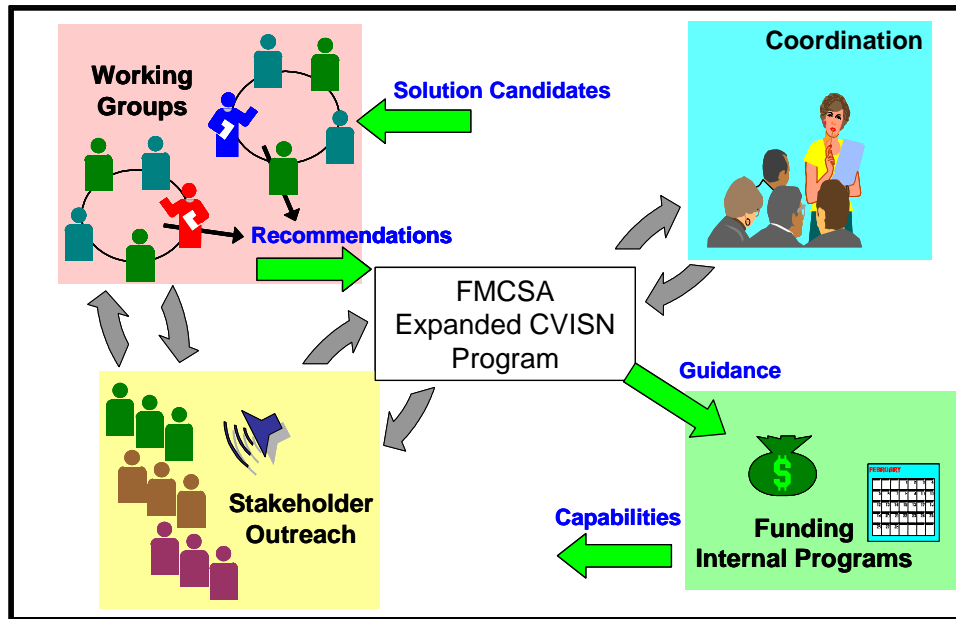 Working
Groups
Solution Candidates
Coordination
Recommendations
FMCSA
Expanded CVISN
Program
Guidance
Stakeholder
Outreach
Capabilities
$
FEBRUARY
Funding
Internal Programs